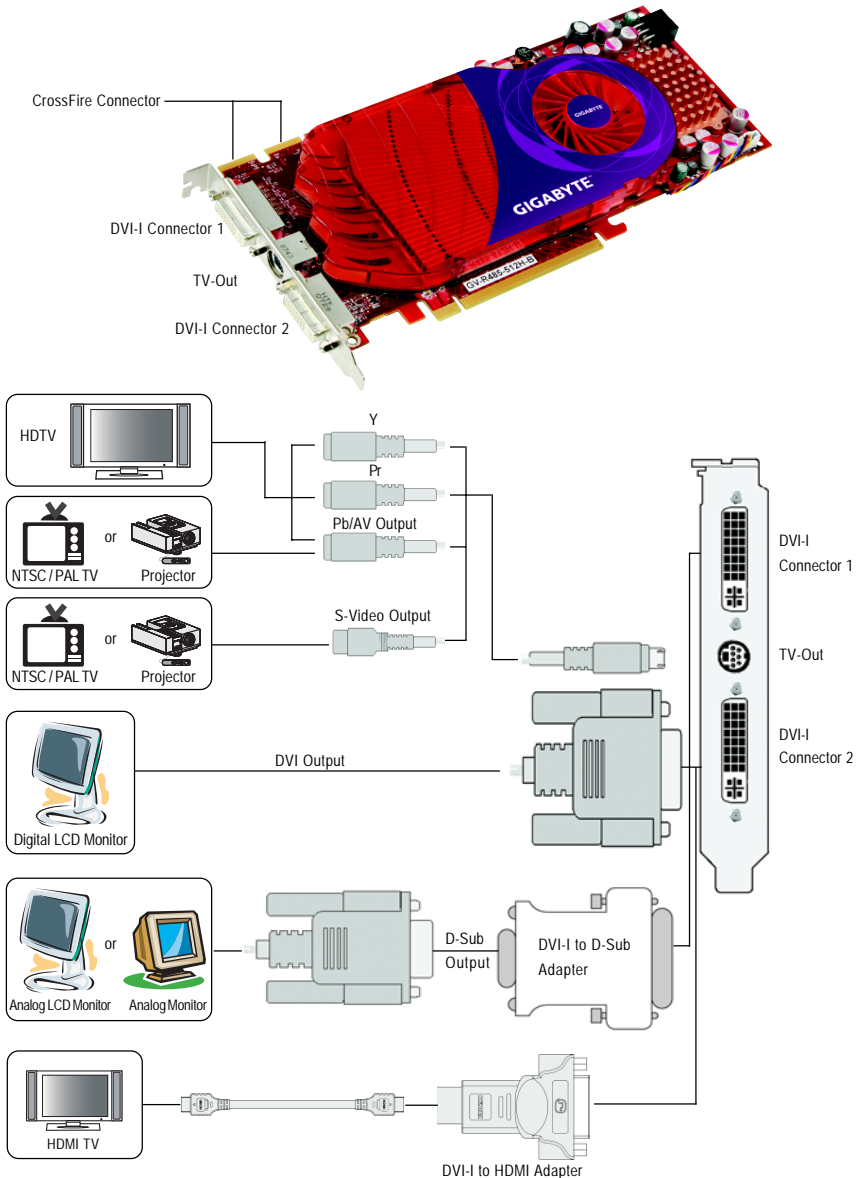 CrossFire Connector
GIGABYTE
GIGABYTE
DVI-I Connector 1
0743
TV-Out
GV-R485-512H-B
HTK
DVI-I Connector 2
HDTV
Y
Pr
Pb/AV Output
NTSC / PAL TV
or
Projector
DVI-I
Connector 1
S-Video Output
NTSC / PAL TV
or
Projector
TV-Out
DVI-I
Connector 2
DVI Output
Digital LCD Monitor
or
Analog LCD Monitor
Analog Monitor
D-Sub
Output
DVI-I to D-Sub
Adapter
HDMI TV
DVI-I to HDMI Adapter